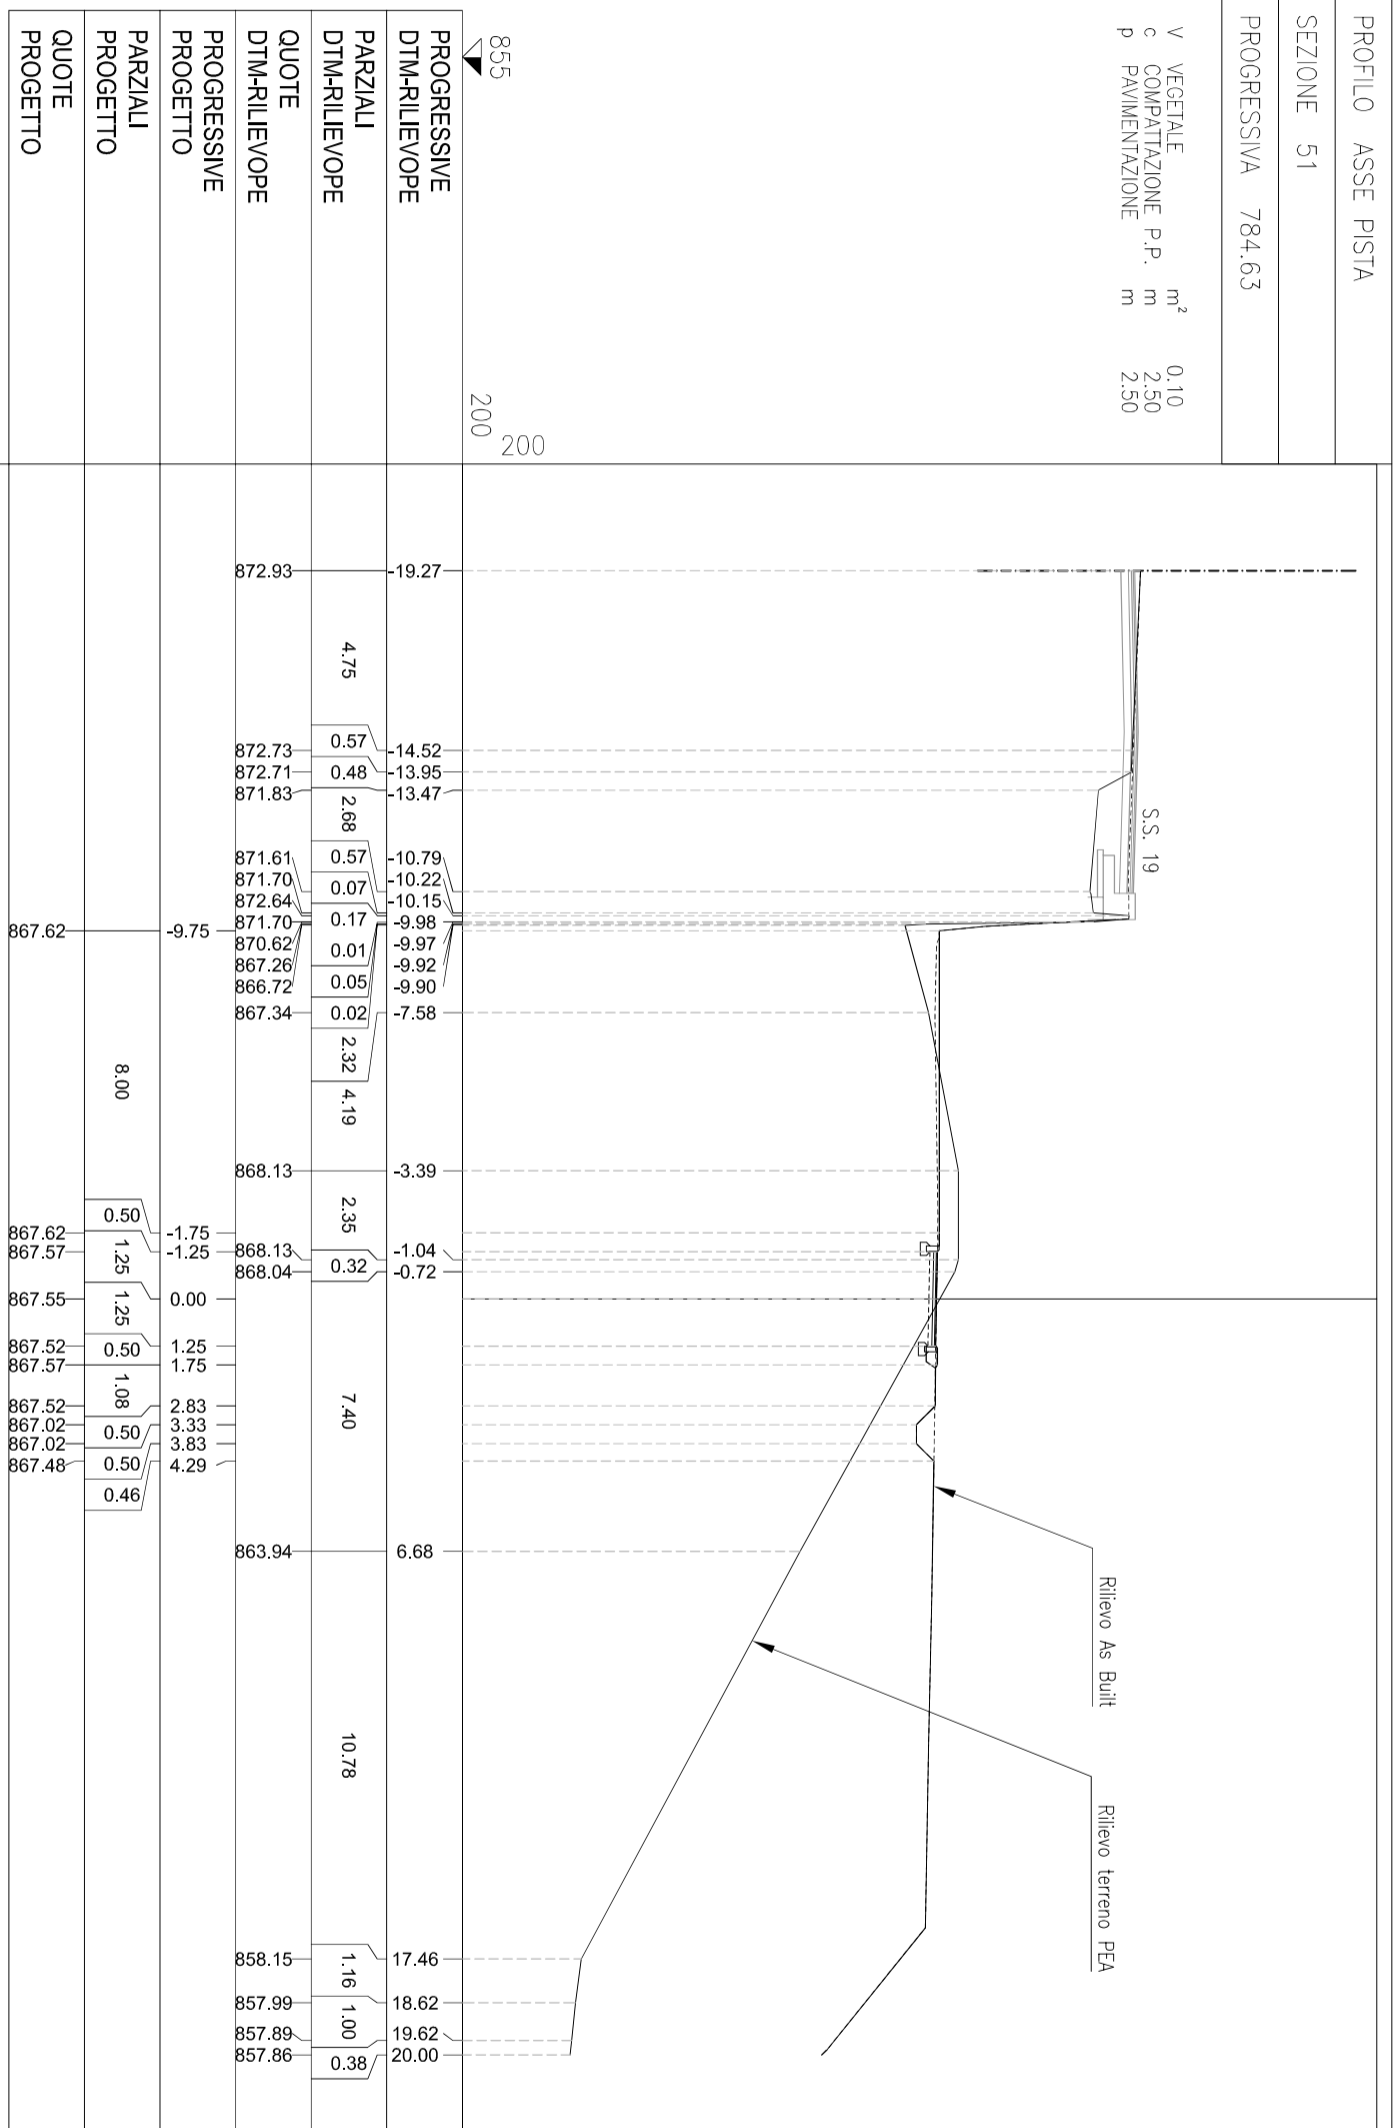 PROFILO ASSE PISTA
SEZIONE 51
PROGRESSIVA 784.63
V VEGETALE m² 0.10
c COMPATTAZIONE P.P. m 2.50
p PAVIMENTAZIONE m 2.50
S.S. 19
Rilievo As Built
Rilievo terreno PEA
200
200
855
PROGRESSIVE
DTM-RILIEVOPE
-19.27 -14.52 -13.95 -13.47 -10.79 -10.22 -10.15 -9.98 -9.97 -9.92 -9.90 -7.58 -3.39 -1.04 -0.72 6.68 17.46 18.62 19.62 20.00
PARZIALI
DTM-RILIEVOPE
4.75 0.57 0.48 2.68 0.57 0.07 0.17 0.01 0.05 0.02 2.32 4.19 2.35 0.32 7.40 10.78 1.16 1.00 0.38
QUOTE
DTM-RILIEVOPE
872.93 872.73 872.71 871.83 871.61 871.70 872.64 871.70 870.62 867.26 866.72 867.34 868.13 868.13 868.04 863.94 858.15 857.99 857.89 857.86
PROGRESSIVE
PROGETTO
-9.75 -1.75 -1.25 0.00 1.25 1.75 2.83 3.33 3.83 4.29
PARZIALI
PROGETTO
8.00 0.50 1.25 1.25 0.50 1.08 0.50 0.50 0.46
QUOTE
PROGETTO
867.62 867.62 867.57 867.55 867.52 867.57 867.52 867.02 867.02 867.48